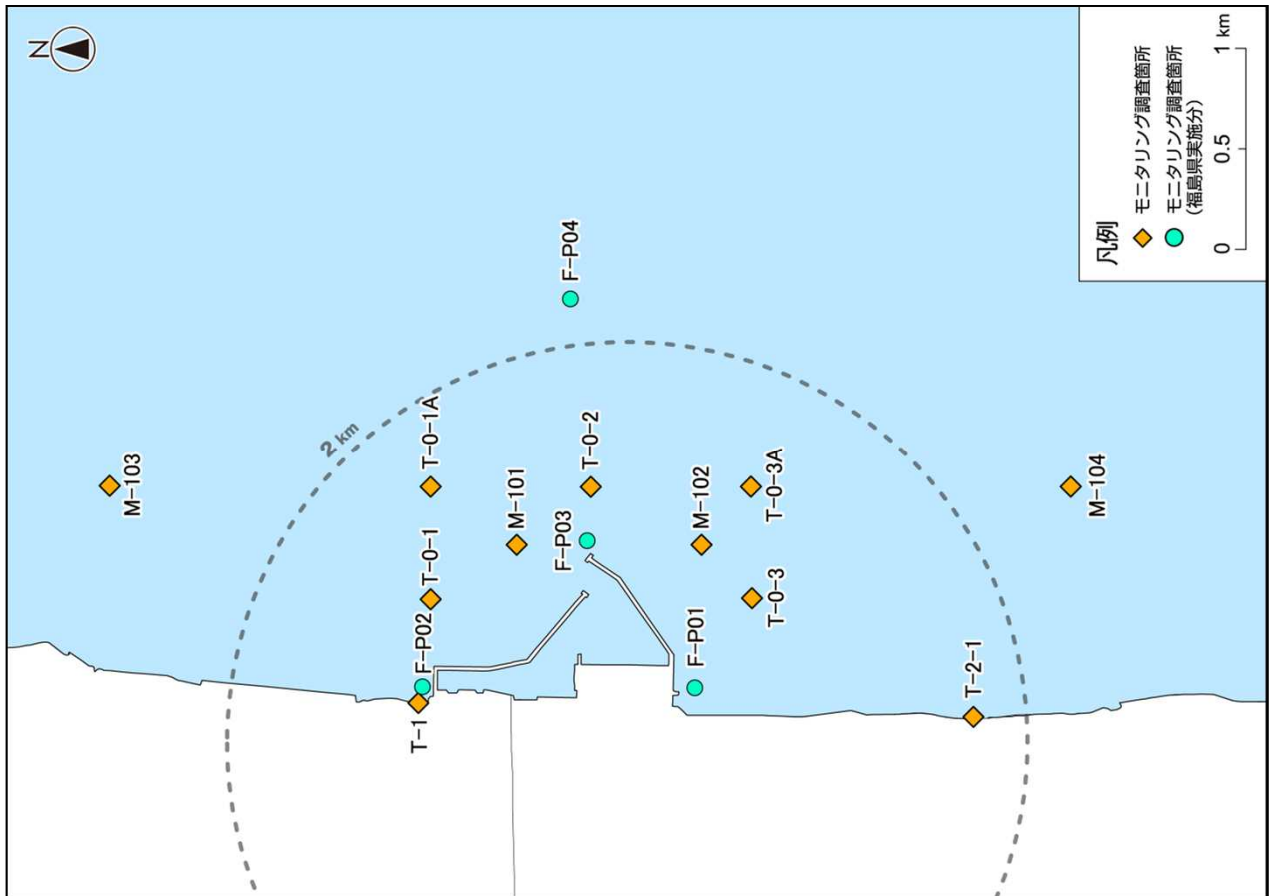 N
M-103
2 km
T-0-1A
T-0-1
F-P02
T-1
M-101
F-P04
T-0-2
F-P03
M-102
T-0-3A
T-0-3
F-P01
T-2-1
M-104
凡例
モニタリング調査箇所
モニタリング調査箇所
（福島県実施分）
0 0.5 1 km